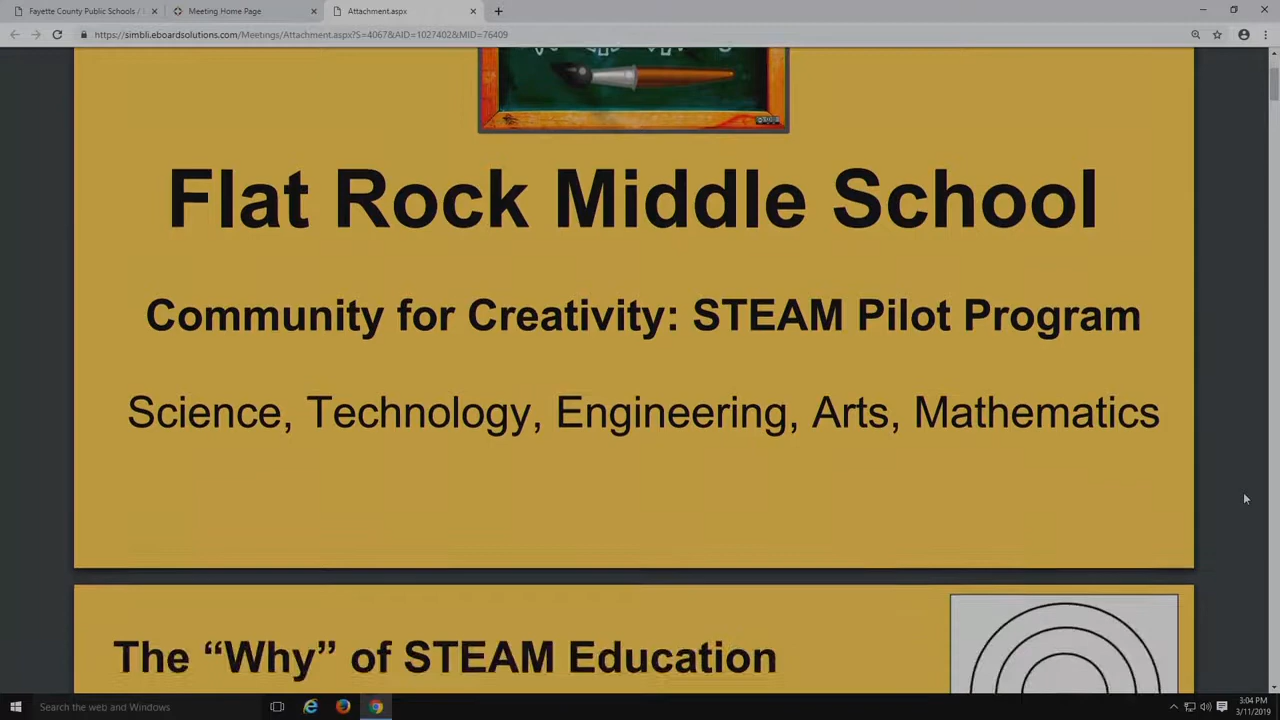 Fayette County Public Schools /
Meeting Home Page
Attachment.aspx
https://simbli.eboardsolutions.com/Meetings/Attachment.aspx?S=4067&AID=1027402&MID=76409
Flat Rock Middle School
Community for Creativity: STEAM Pilot Program
Science, Technology, Engineering, Arts, Mathematics
The “Why” of STEAM Education
Search the web and Windows
3:04 PM
3/11/2019